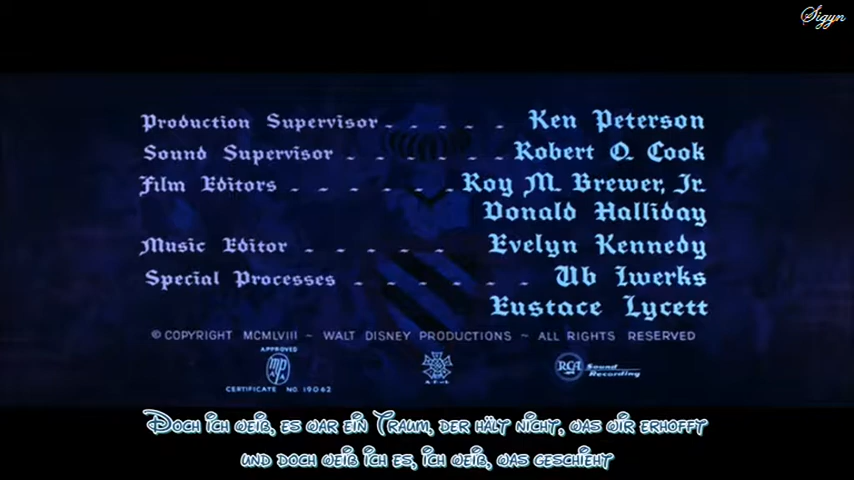 Sigyn
Production Supervisor _ _ _ _ _ Ken Peterson
Sound Supervisor _ _ _ _ _ _ Robert O. Cook
Film Editors _ _ _ _ _ _ Roy M. Brewer, Jr.
Donald Halliday
Music Editor _ _ _ _ _ Evelyn Kennedy
Special Processes _ _ _ _ _ _ Ub Iwerks
Eustace Lycett
© COPYRIGHT MCMLVIII ~ WALT DISNEY PRODUCTIONS ~ ALL RIGHTS RESERVED
APPROVED
MPAA
CERTIFICATE NO. 19062
RCA Sound Recording
Doch ich weiß, es war ein Traum, der hält nicht, was wir erhofft
und doch weiß ich es, ich weiß, was geschieht